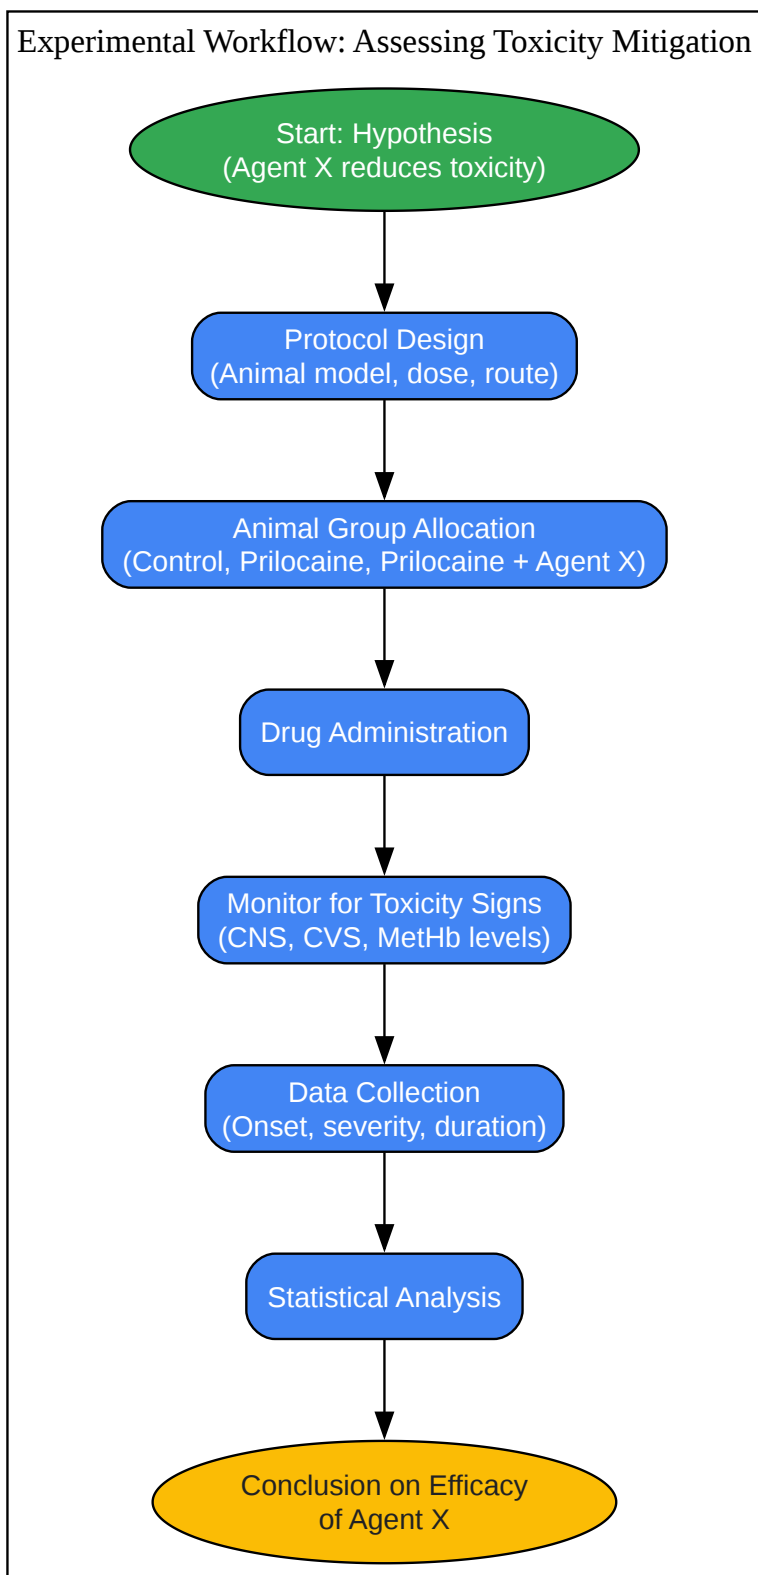 Experimental Workflow: Assessing Toxicity Mitigation
Start: Hypothesis
(Agent X reduces toxicity)
Protocol Design
(Animal model, dose, route)
Animal Group Allocation
(Control, Prilocaine, Prilocaine + Agent X)
Drug Administration
Monitor for Toxicity Signs
(CNS, CVS, MetHb levels)
Data Collection
(Onset, severity, duration)
Statistical Analysis
Conclusion on Efficacy
of Agent X